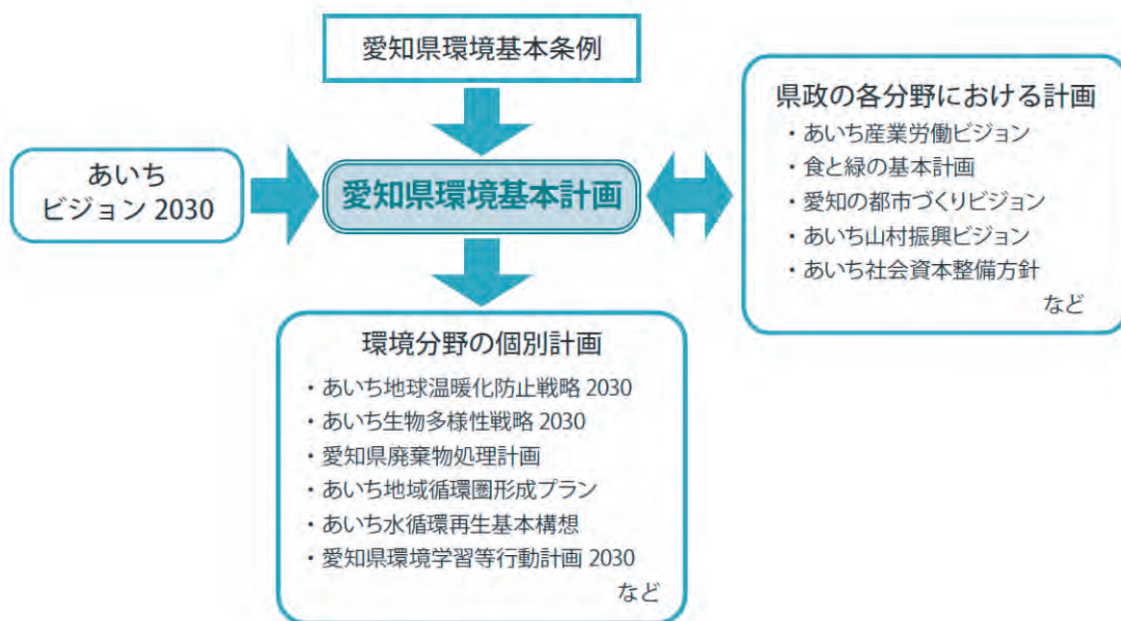 愛知県環境基本条例
あいち
ビジョン 2030
愛知県環境基本計画
県政の各分野における計画
・あいち産業労働ビジョン
・食と緑の基本計画
・愛知の都市づくりビジョン
・あいち山村振興ビジョン
・あいち社会資本整備方針
など
環境分野の個別計画
・あいち地球温暖化防止戦略 2030
・あいち生物多様性戦略 2030
・愛知県廃棄物処理計画
・あいち地域循環圏形成プラン
・あいち水循環再生基本構想
・愛知県環境学習等行動計画 2030
など